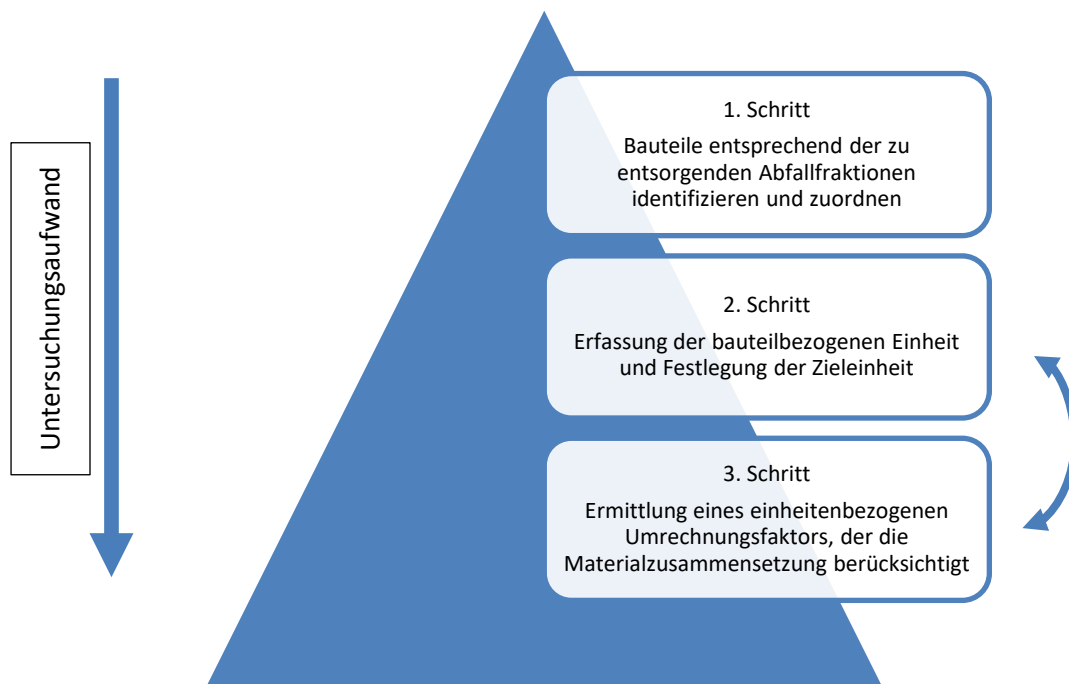 Untersuchungsaufwand
1. Schritt
Bauteile entsprechend der zu
entsorgenden Abfallfraktionen
identifizieren und zuordnen
2. Schritt
Erfassung der bauteilbezogenen Einheit
und Festlegung der Zieleinheit
3. Schritt
Ermittlung eines einheitenbezogenen
Umrechnungsfaktors, der die
Materialzusammensetzung berücksichtigt